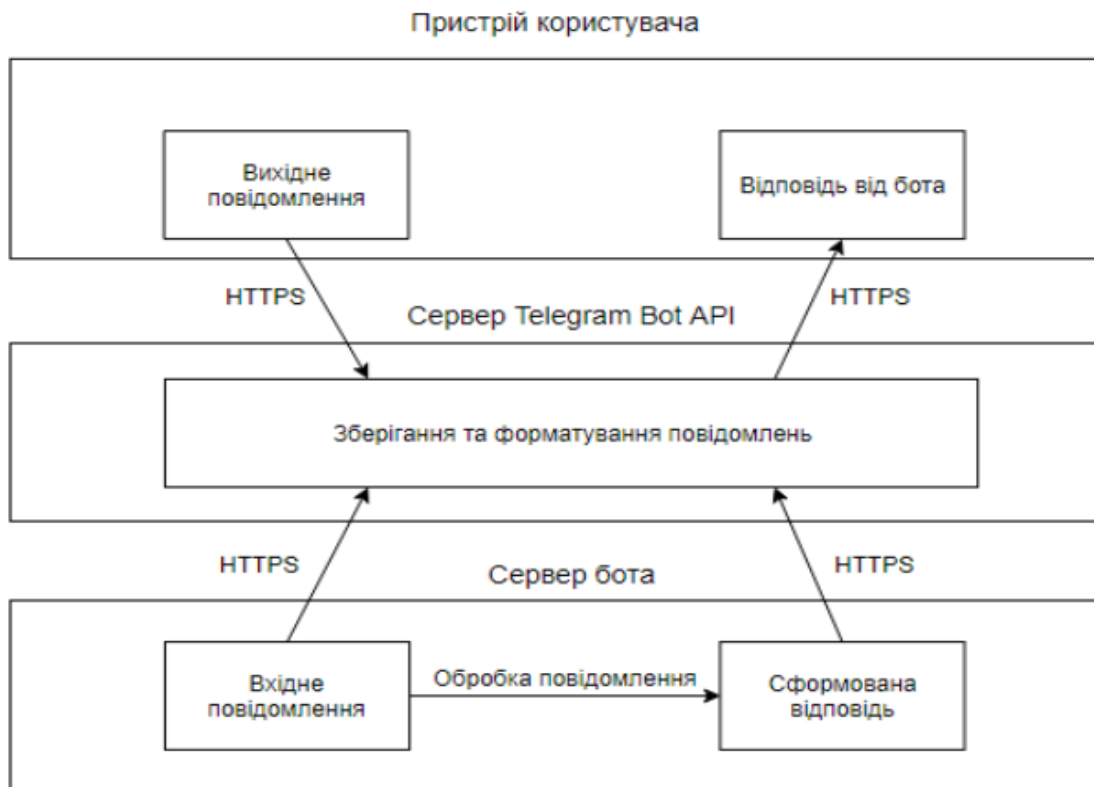 Пристрій користувача
Вихідне
повідомлення
Відповідь від бота
HTTPS
HTTPS
Сервер Telegram Bot API
Зберігання та форматування повідомлень
HTTPS
HTTPS
Сервер бота
Вхідне
повідомлення
Обробка повідомлення
Сформована
відповідь